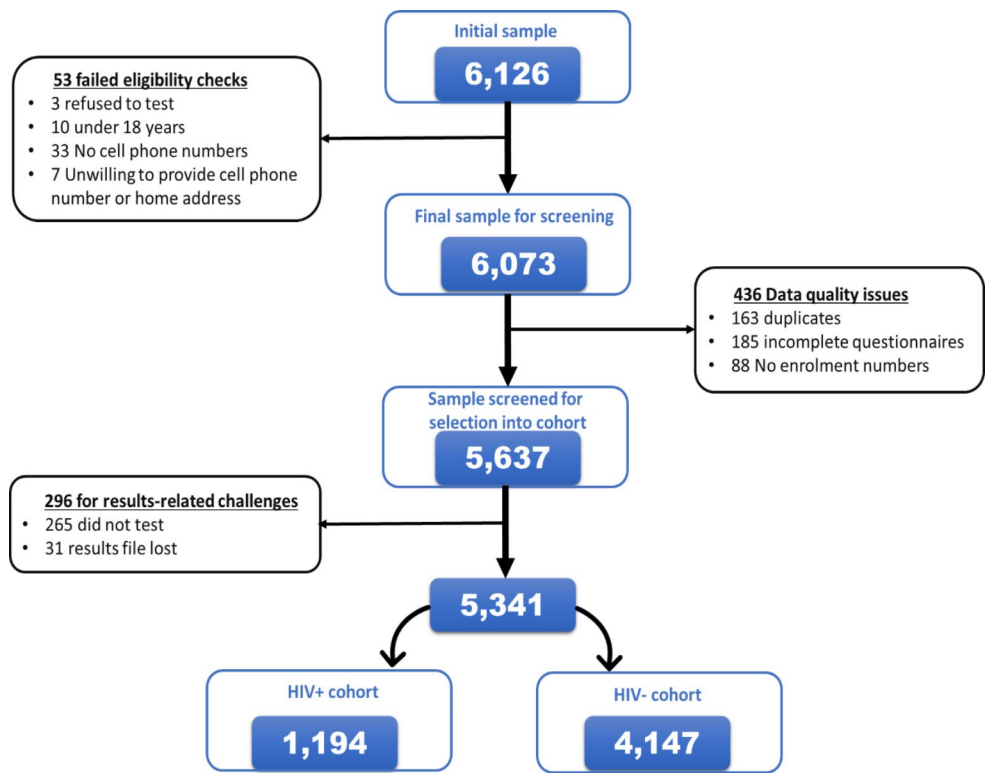 Initial sample
6,126
53 failed eligibility checks
• 3 refused to test
• 10 under 18 years
• 33 No cell phone numbers
• 7 Unwilling to provide cell phone
number or home address
Final sample for screening
6,073
436 Data quality issues
• 163 duplicates
• 185 incomplete questionnaires
• 88 No enrolment numbers
Sample screened for
selection into cohort
5,637
296 for results-related challenges
• 265 did not test
• 31 results file lost
5,341
HIV+ cohort
1,194
HIV- cohort
4,147